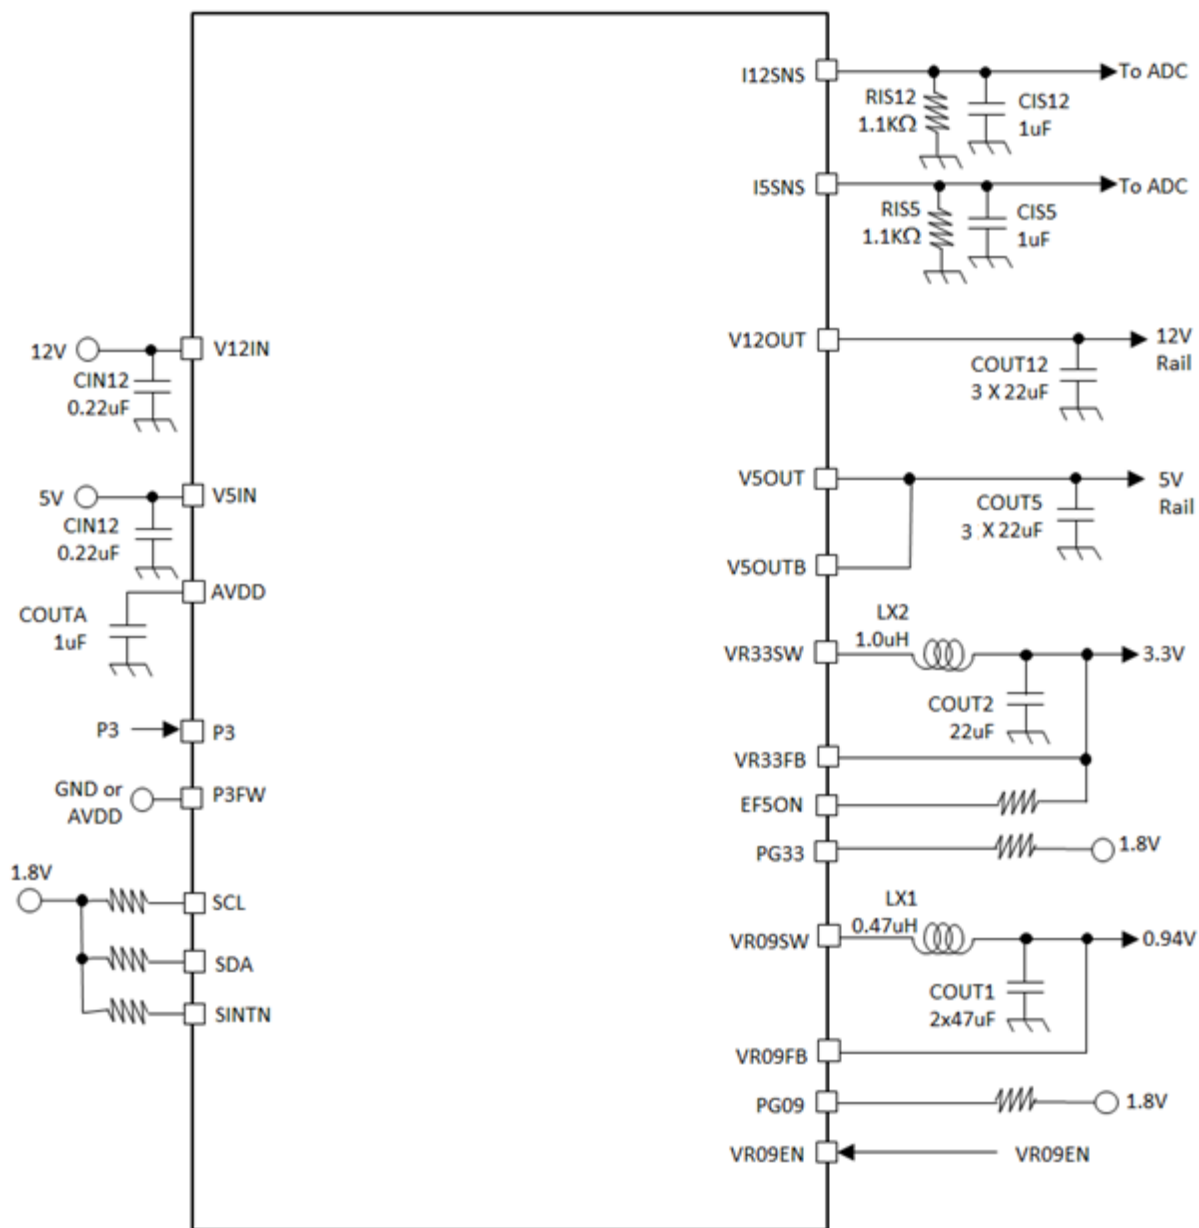 I12SNS
To ADC
RIS12
1.1KΩ
CIS12
1uF
I5SNS
To ADC
RIS5
1.1KΩ
CIS5
1uF
12V
V12IN
CIN12
0.22uF
V12OUT
12V
Rail
COUT12
3 X 22uF
5V
V5IN
CIN12
0.22uF
V5OUT
5V
Rail
COUT5
3 X 22uF
V5OUTB
AVDD
COUTA
1uF
LX2
1.0uH
VR33SW
3.3V
COUT2
22uF
P3
P3
VR33FB
GND or
AVDD
P3FW
EF5ON
PG33
1.8V
1.8V
SCL
SDA
SINTN
LX1
0.47uH
VR09SW
0.94V
COUT1
2x47uF
VR09FB
PG09
1.8V
VR09EN
VR09EN